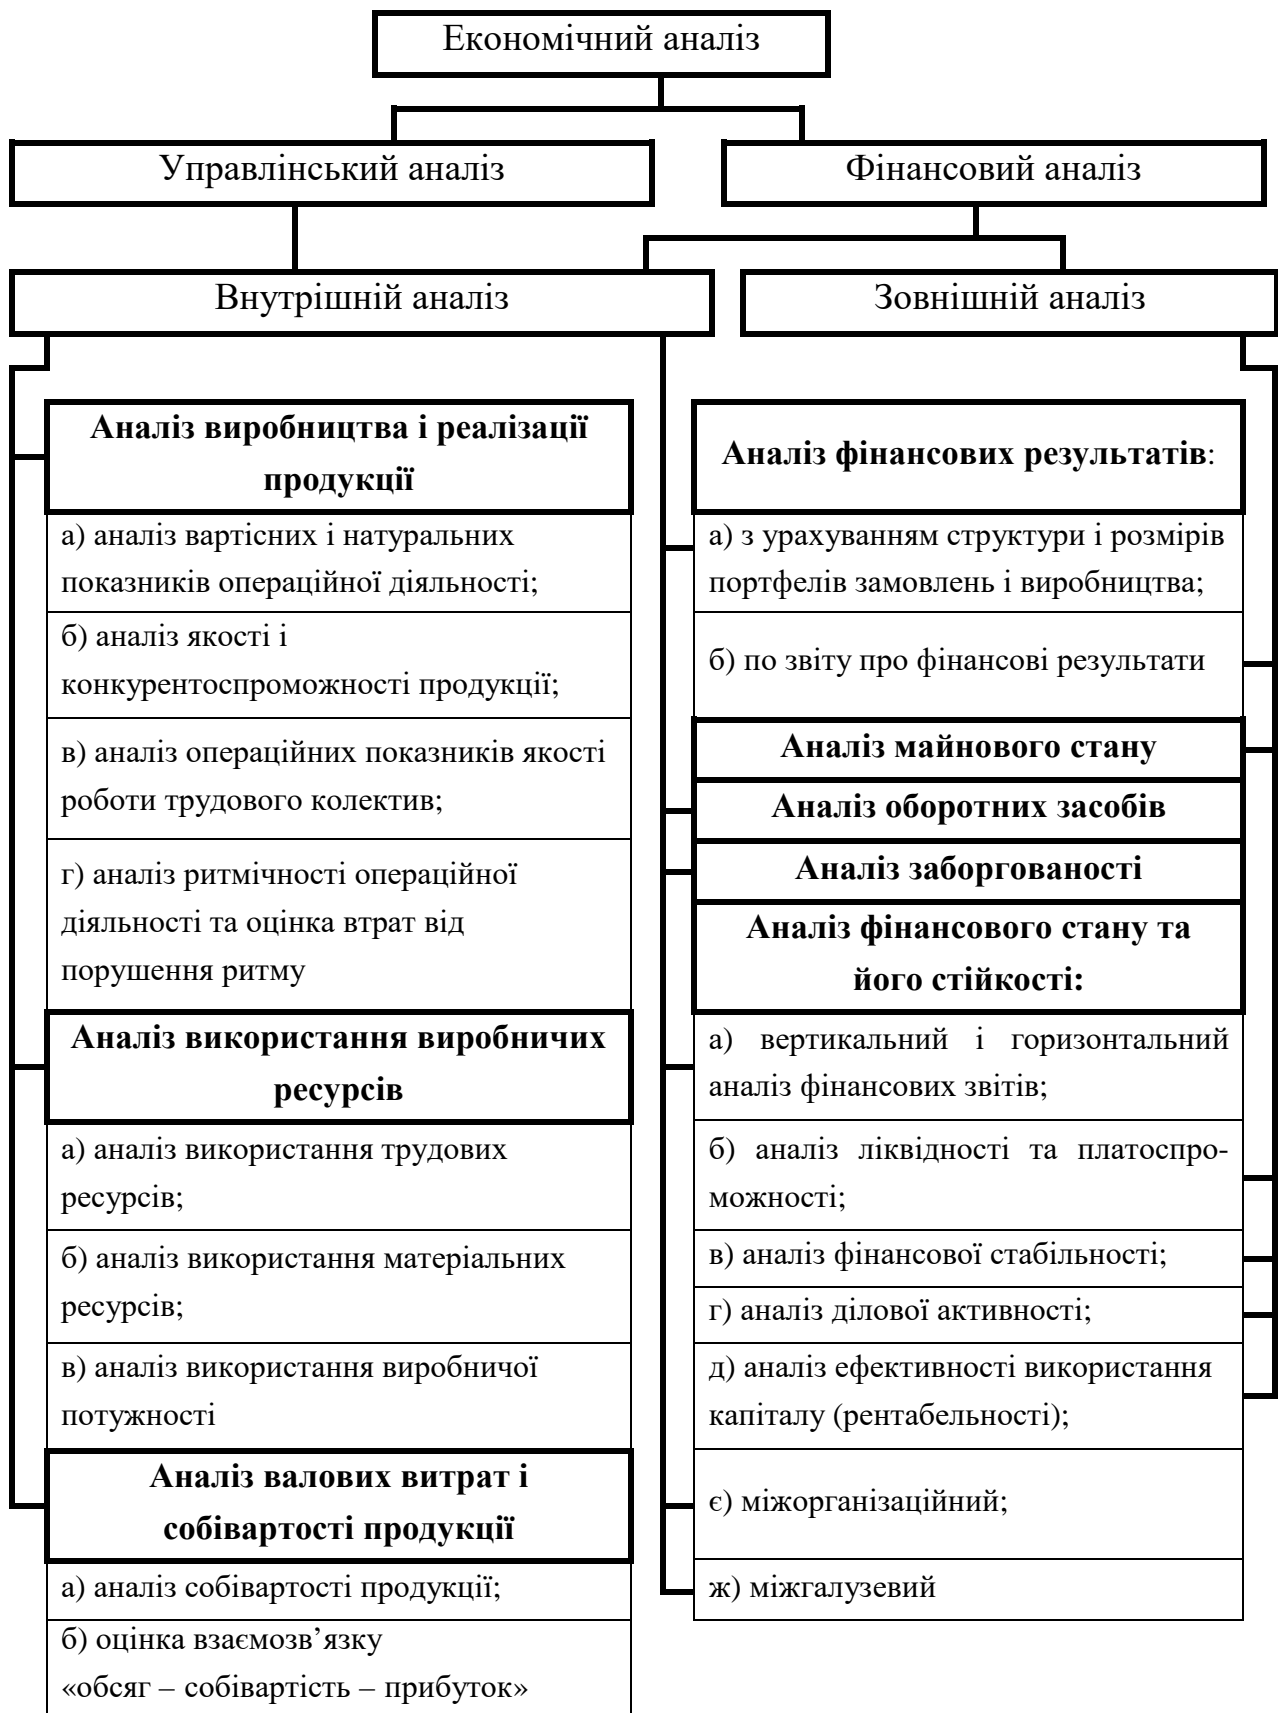 Економічний аналіз
Управлінський аналіз
Фінансовий аналіз
Внутрішній аналіз
Зовнішній аналіз
Аналіз виробництва і реалізації
продукції
а) аналіз вартісних і натуральних
показників операційної діяльності;
б) аналіз якості і
конкурентоспроможності продукції;
в) аналіз операційних показників якості
роботи трудового колектив;
г) аналіз ритмічності операційної
діяльності та оцінка втрат від
порушення ритму
Аналіз використання виробничих
ресурсів
а) аналіз використання трудових
ресурсів;
б) аналіз використання матеріальних
ресурсів;
в) аналіз використання виробничої
потужності
Аналіз валових витрат і
собівартості продукції
а) аналіз собівартості продукції;
б) оцінка взаємозв’язку
«обсяг – собівартість – прибуток»
Аналіз фінансових результатів:
а) з урахуванням структури і розмірів
портфелів замовлень і виробництва;
б) по звіту про фінансові результати
Аналіз майнового стану
Аналіз оборотних засобів
Аналіз заборгованості
Аналіз фінансового стану та
його стійкості:
а) вертикальний і горизонтальний
аналіз фінансових звітів;
б) аналіз ліквідності та платоспро-
можності;
в) аналіз фінансової стабільності;
г) аналіз ділової активності;
д) аналіз ефективності використання
капіталу (рентабельності);
є) міжорганізаційний;
ж) міжгалузевий